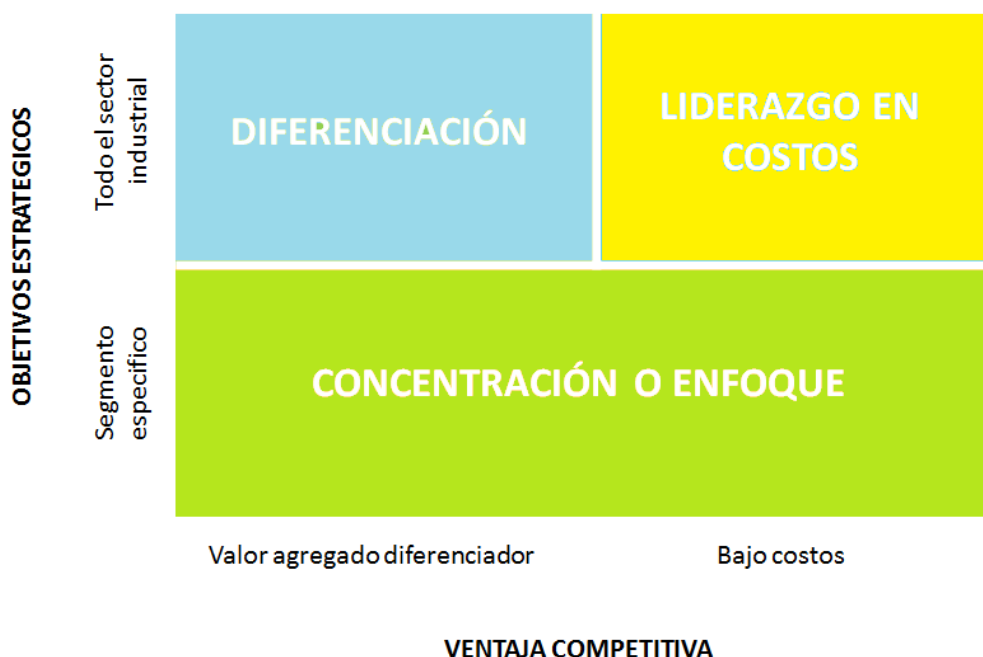 OBJETIVOS ESTRATEGICOS
Todo el sector
industrial
DIFERENCIACIÓN
LIDERAZGO EN
COSTOS
Segmento
específico
CONCENTRACIÓN O ENFOQUE
Valor agregado diferenciador
Bajo costos
VENTAJA COMPETITIVA